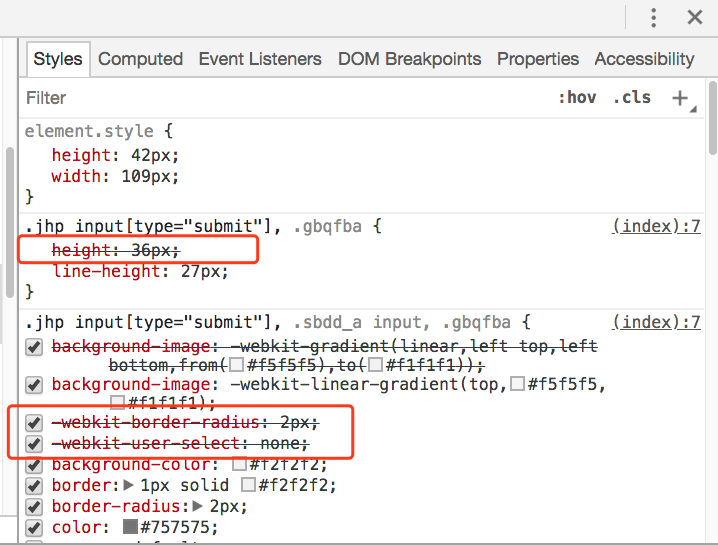 Styles Computed Event Listeners DOM Breakpoints Properties Accessibility
Filter :hov .cls +
element.style {
height: 42px;
width: 109px;
}
.jhp input[type="submit"], .gbqfba { (index):7
height: 36px;
line-height: 27px;
}
.jhp input[type="submit"], .sbdd_a input, .gbqfba { (index):7
background-image: -webkit-gradient(linear,left top,left
bottom,from(#f5f5f5),to(#f1f1f1));
background-image: -webkit-linear-gradient(top,#f5f5f5,
#f1f1f1);
-webkit-border-radius: 2px;
-webkit-user-select: none;
background-color: #f2f2f2;
border: 1px solid #f2f2f2;
border-radius: 2px;
color: #757575;